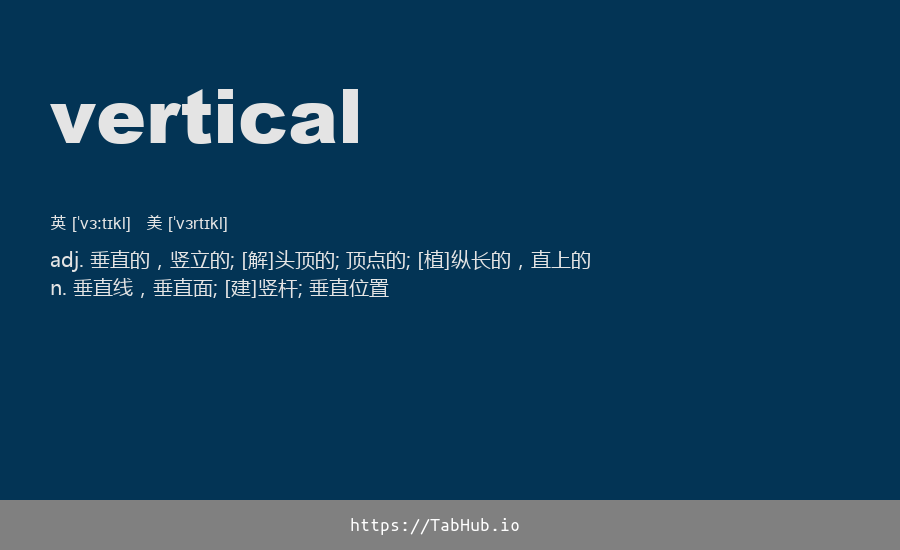 vertical
英 [ˈvɜːtɪkl] 美 [ˈvɜrtɪkl]
adj. 垂直的，竖立的; [解]头顶的; 顶点的; [植]纵长的，直上的
n. 垂直线，垂直面; [建]竖杆; 垂直位置
https://TabHub.io